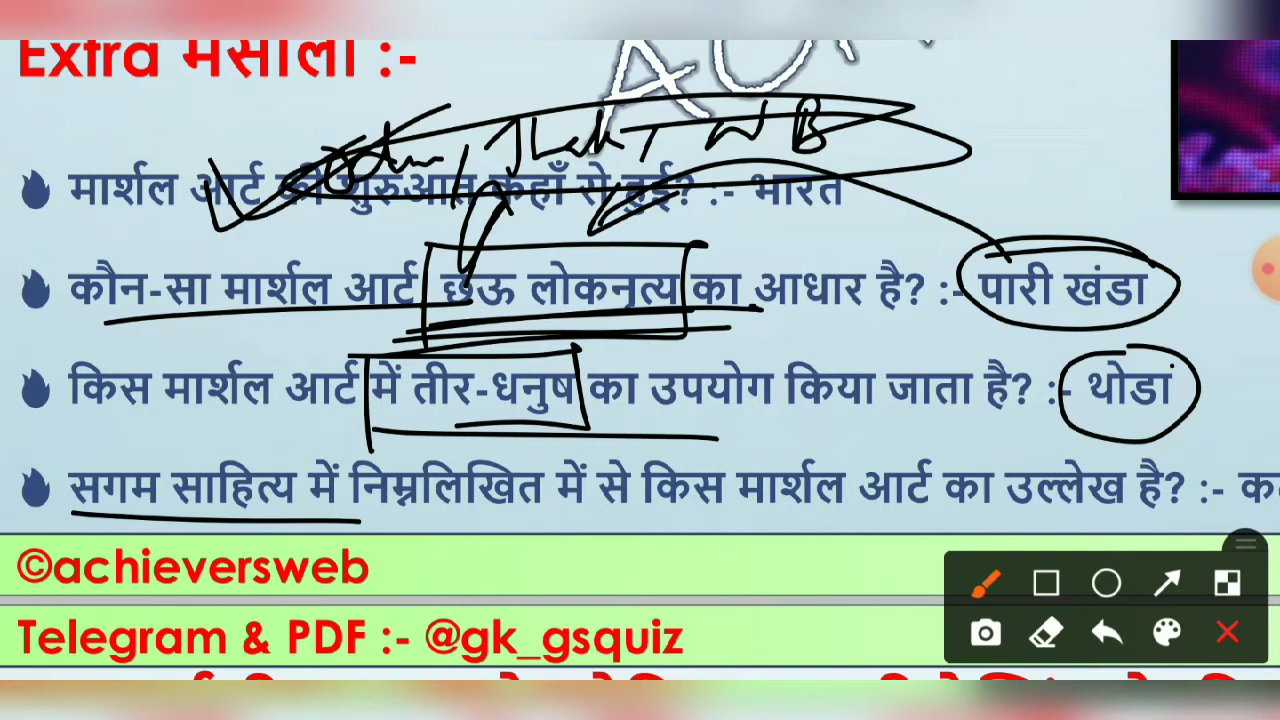 Extra मसाला :-
मार्शल आर्ट की शुरुआत कहाँ से हुई? :- भारत
कौन-सा मार्शल आर्ट छऊ लोकनृत्य का आधार है? :- पारी खंडा
किस मार्शल आर्ट में तीर-धनुष का उपयोग किया जाता है? :- थोडा
सगम साहित्य में निम्नलिखित में से किस मार्शल आर्ट का उल्लेख है? :-
©achieversweb
Telegram & PDF :- @gk_gsquiz